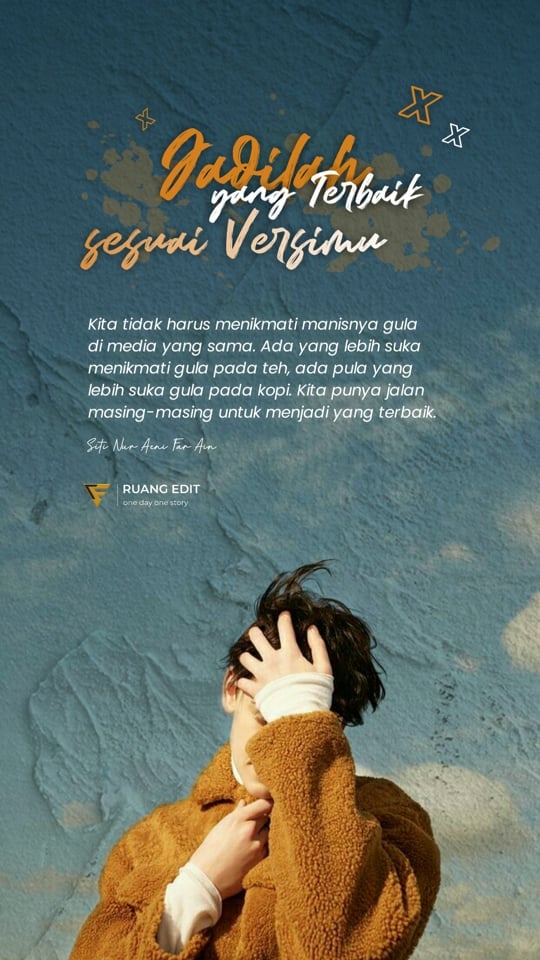 X
X
X
Jadilah
yang Terbaik
sesuai Versimu
Kita tidak harus menikmati manisnya gula
di media yang sama. Ada yang lebih suka
menikmati gula pada teh, ada pula yang
lebih suka gula pada kopi. Kita punya jalan
masing-masing untuk menjadi yang terbaik.
Siti Nur Aeni Far Ain
RUANG EDIT
one day one story